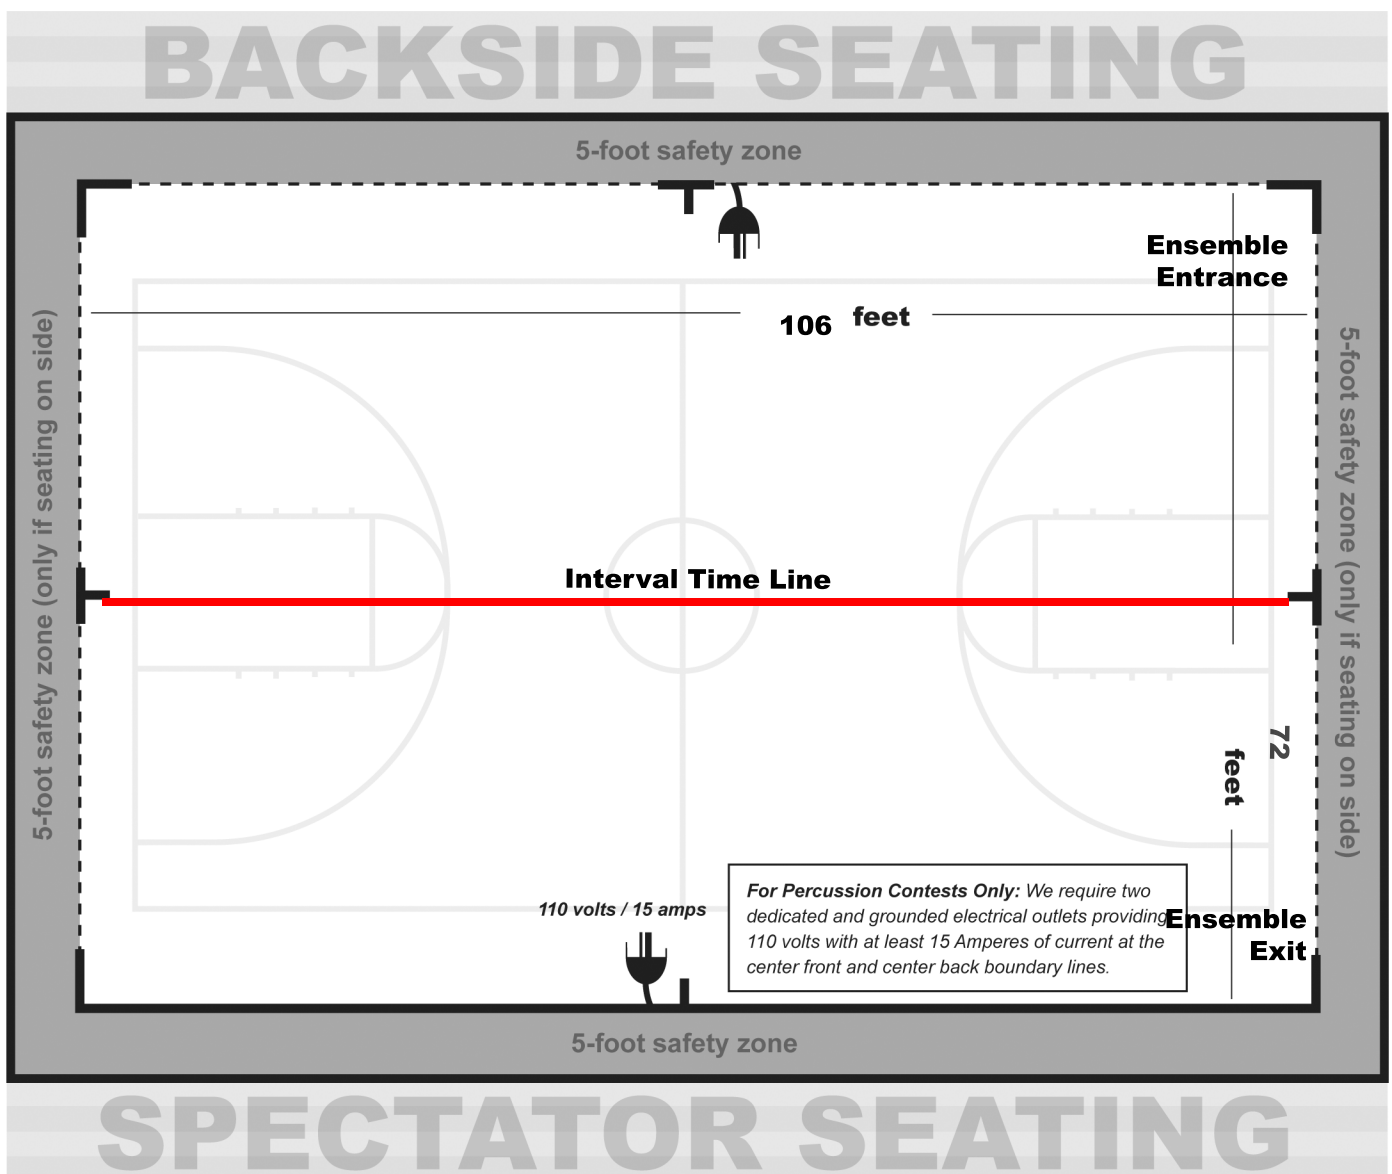 BACKSIDE SEATING
5-foot safety zone
Ensemble
Entrance
106 feet
5-foot safety zone (only if seating on side)
5-foot safety zone (only if seating on side)
Interval Time Line
72
feet
110 volts / 15 amps
For Percussion Contests Only: We require two
dedicated and grounded electrical outlets providing
110 volts with at least 15 Amperes of current at the
center front and center back boundary lines.
Ensemble
Exit
5-foot safety zone
SPECTATOR SEATING